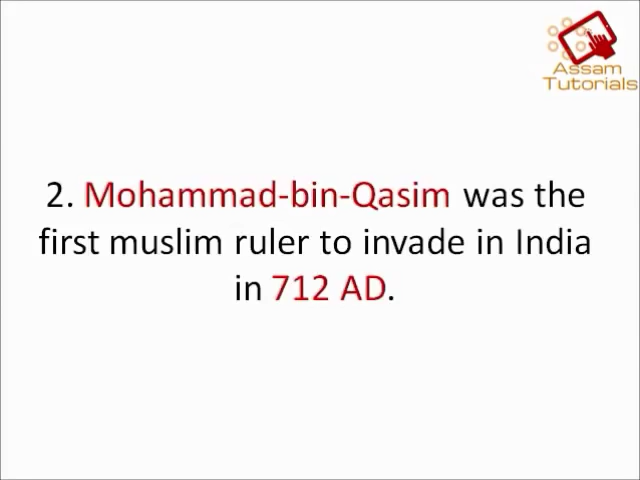 Assam
Tutorials
2. Mohammad-bin-Qasim was the
first muslim ruler to invade in India
in 712 AD.